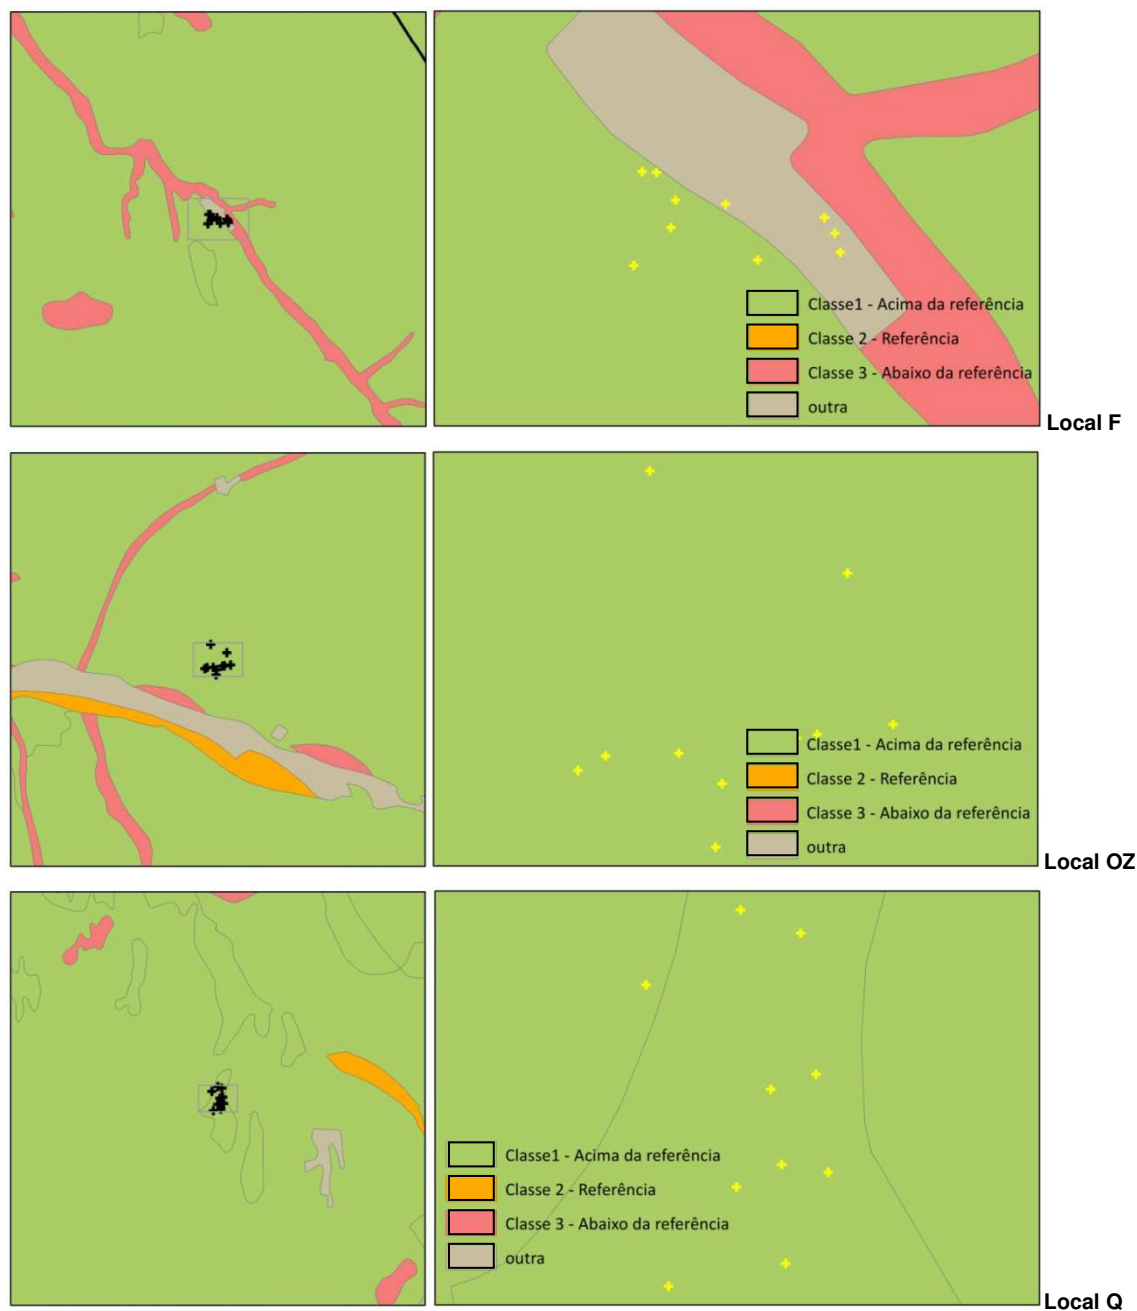 Classe1 - Acima da referência
Classe 2 - Referência
Classe 3 - Abaixo da referência
outra
Local F
Classe1 - Acima da referência
Classe 2 - Referência
Classe 3 - Abaixo da referência
outra
Local OZ
Classe1 - Acima da referência
Classe 2 - Referência
Classe 3 - Abaixo da referência
outra
Local Q